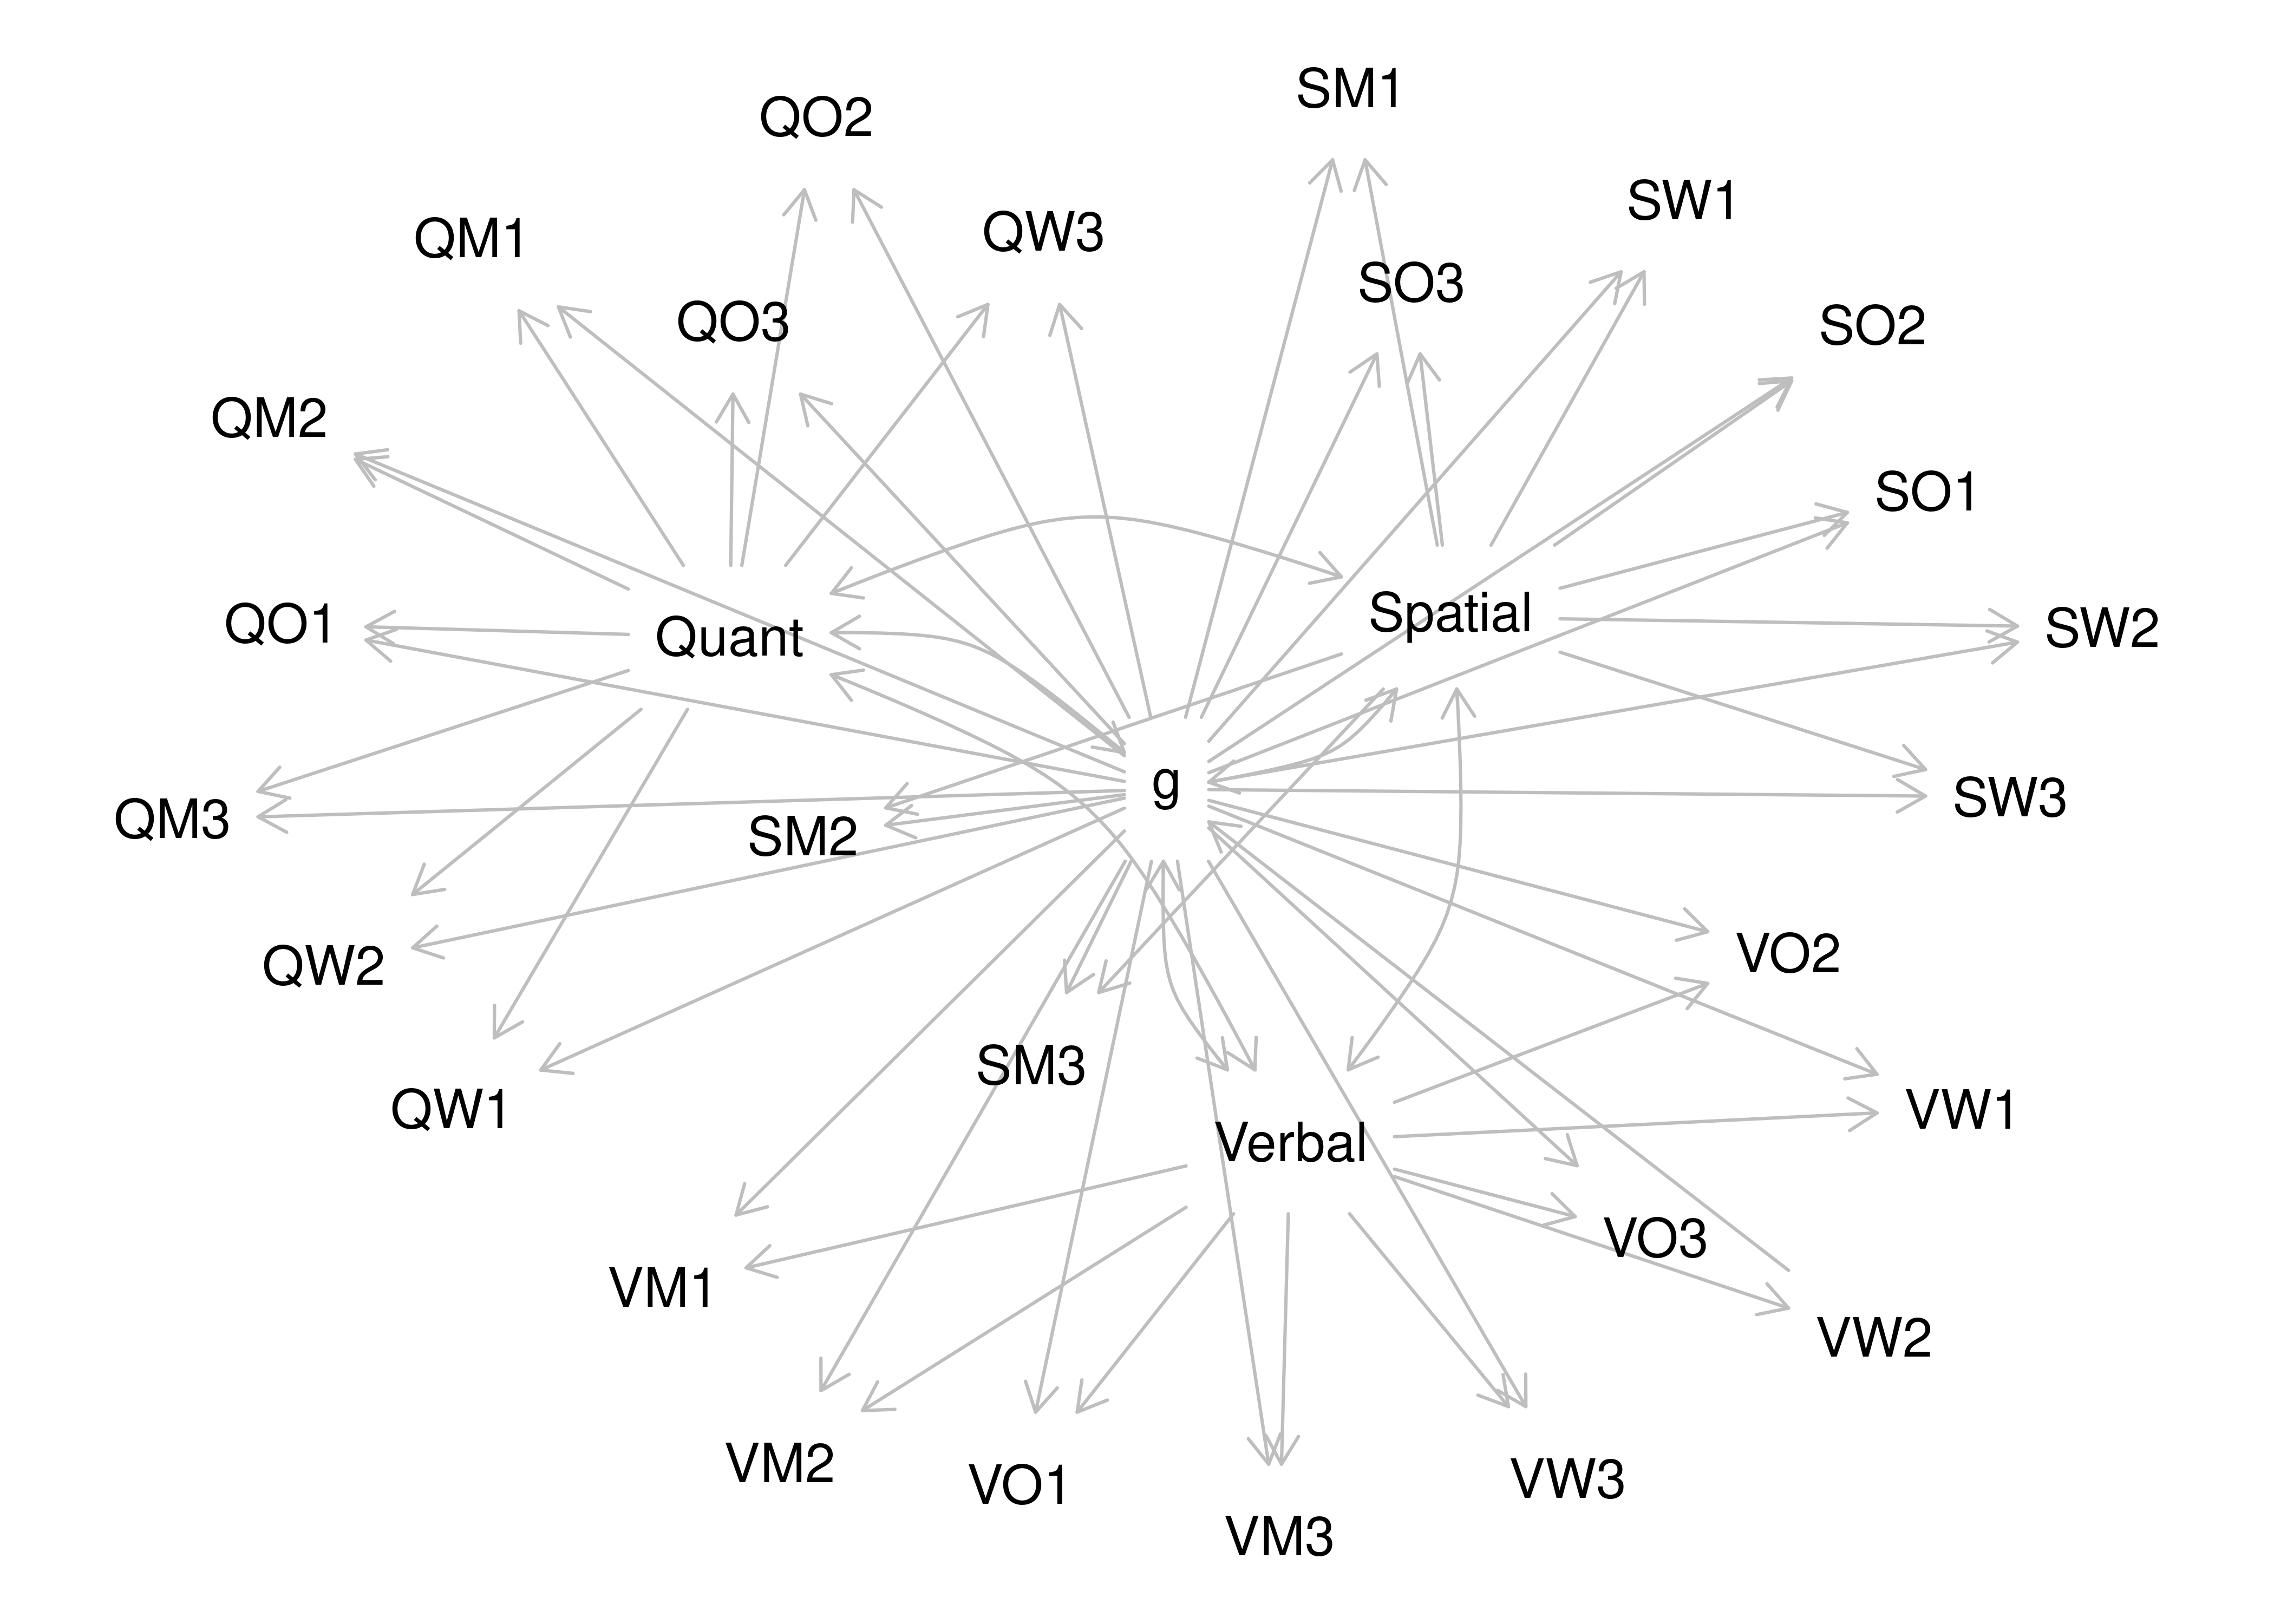 SM1
QO2
SW1
QW3
QM1
SO3
QO3
SO2
QM2
SO1
Spatial
QO1
SW2
Quant
g
SW3
QM3
SM2
VO2
QW2
SM3
QW1
VW1
Verbal
VO3
VM1
VW2
VM2
VW3
VO1
VM3